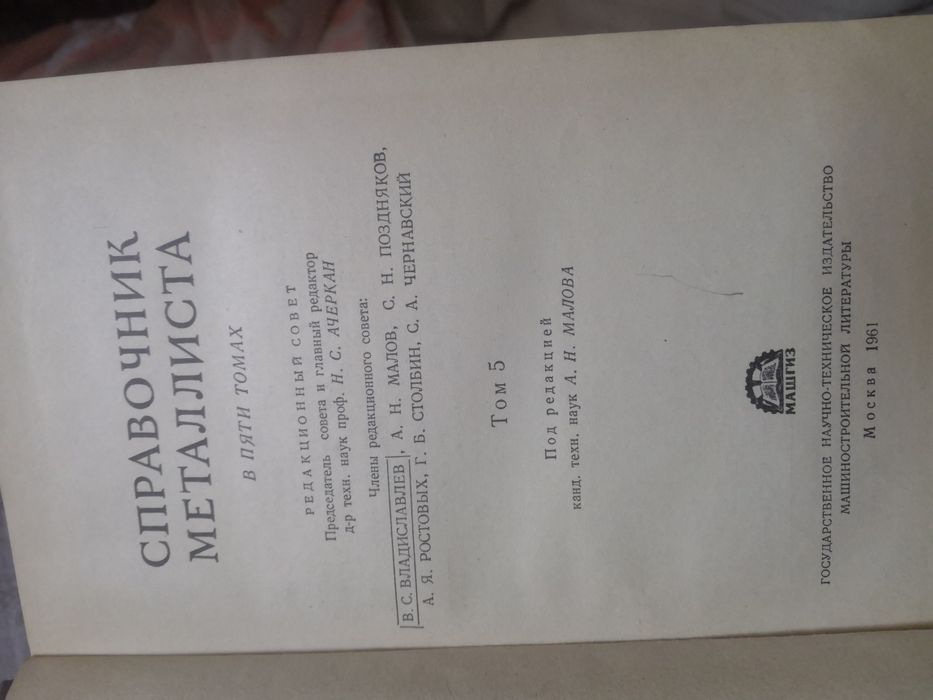 СПРАВОЧНИК
МЕТАЛЛИСТА
В ПЯТИ ТОМАХ
РЕДАКЦИОННЫЙ СОВЕТ
Председатель совета и главный редактор
д-р техн. наук проф. Н. С. АЧЕРКАН
Члены редакционного совета:
В. С. ВЛАДИСЛАВЛЕВ, А. Н. МАЛОВ, С. Н. ПОЗДНЯКОВ,
А. Я. РОСТОВЫХ, Г. Б. СТОЛБИН, С. А. ЧЕРНАВСКИЙ
Том 5
Под редакцией
канд. техн. наук А. Н. МАЛОВА
МАШГИЗ
ГОСУДАРСТВЕННОЕ НАУЧНО-ТЕХНИЧЕСКОЕ ИЗДАТЕЛЬСТВО
МАШИНОСТРОИТЕЛЬНОЙ ЛИТЕРАТУРЫ
Москва 1961